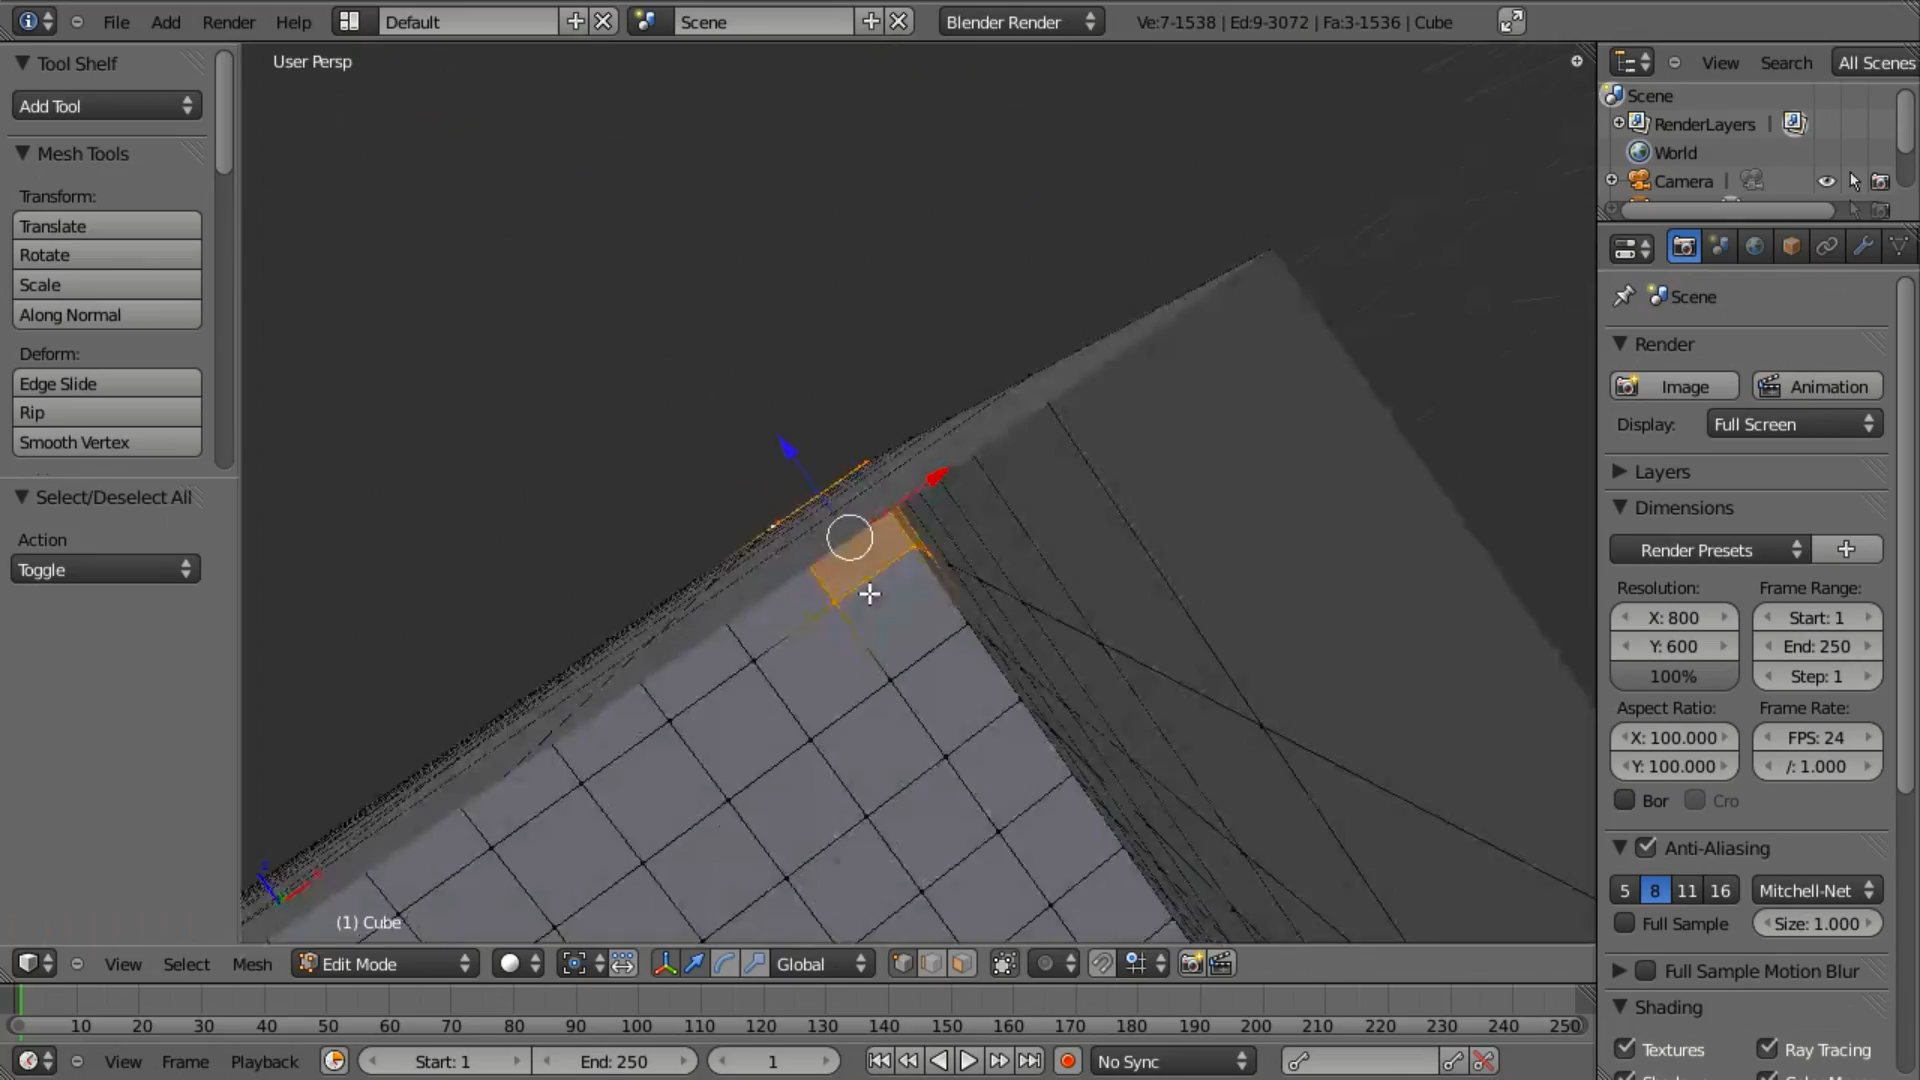 File Add Render Help Default Scene Blender Render Ve:7-1538 | Ed:9-3072 | Fa:3-1536 | Cube
Tool Shelf
Add Tool
Mesh Tools
Transform:
Translate
Rotate
Scale
Along Normal
Deform:
Edge Slide
Rip
Smooth Vertex
Select/Deselect All
Action
Toggle
User Persp
(1) Cube
View Search All Scenes
Scene
RenderLayers |
World
Camera |
Scene
Render
Image Animation
Display: Full Screen
Layers
Dimensions
Render Presets
Resolution: Frame Range:
X: 800 Start: 1
Y: 600 End: 250
100% Step: 1
Aspect Ratio: Frame Rate:
X: 100.000 FPS: 24
Y: 100.000 /: 1.000
Bor Cro
Anti-Aliasing
5 8 11 16 Mitchell-Net
Full Sample Size: 1.000
Full Sample Motion Blur
Shading
Textures Ray Tracing
View Select Mesh Edit Mode Global
10 20 30 40 50 60 70 80 90 100 110 120 130 140 150 160 170 180 190 200 210 220 230 240 250
View Frame Playback Start: 1 End: 250 1 No Sync